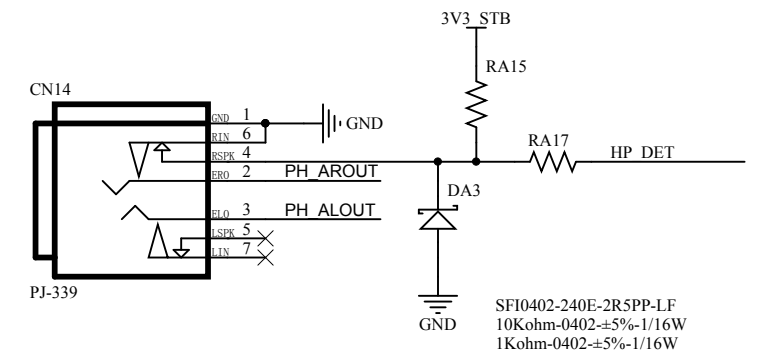 3V3_STB
RA15
CN14
GND 1
GND
RIN 6
RA17
HP_DET
RSPK 4
ERO 2 PH_AROUT
DA3
ELO 3 PH_ALOUT
LSPK 5
LIN 7
PJ-339
GND
SFI0402-240E-2R5PP-LF
10Kohm-0402-±5%-1/16W
1Kohm-0402-±5%-1/16W